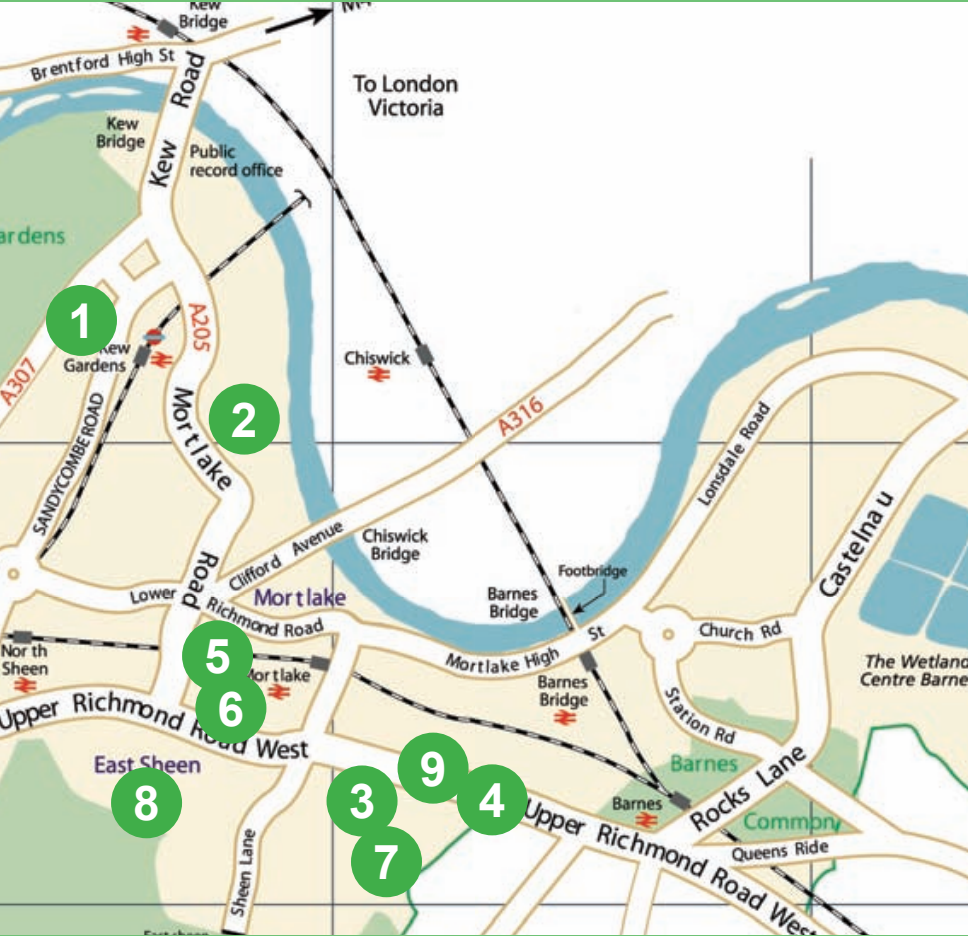 Kew
Bridge
Brentford High St
To London
Victoria
Kew
Bridge
Public
record office
Kew Road
ardens
1
Kew
Gardens
A205
A307
Chiswick
A316
2
Mortlake
Road
SANDYCOMBE ROAD
Lonsdale Road
Castelnau
Chiswick
Bridge
Clifford Avenue
Footbridge
Barnes
Bridge
Lower
Richmond Road
Mortlake
Mortlake High St
Church Rd
North
Sheen
5
Mortlake
The Wetland
Centre Barne
Barnes
Bridge
Station Rd
6
Upper Richmond Road West
East Sheen
8
9
3
4
7
Barnes
Barnes
Rocks Lane
Common
Queens Ride
Upper Richmond Road West
Sheen Lane